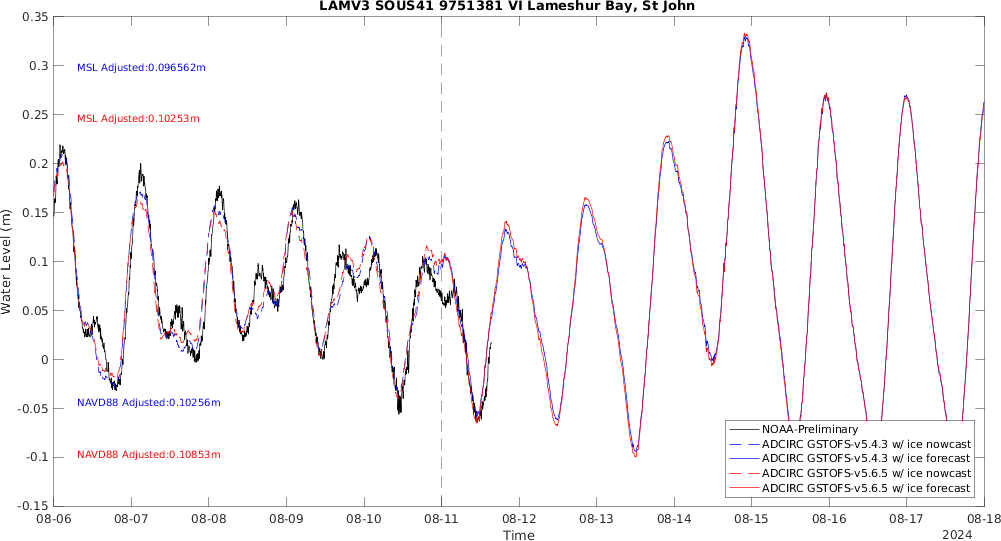 LAMV3 SOUS41 9751381 VI Lameshur Bay, St John
0.35
0.3
0.25
0.2
0.15
0.1
0.05
0
-0.05
-0.1
-0.15
Water Level (m)
MSL Adjusted:0.096562m
MSL Adjusted:0.10253m
NAVD88 Adjusted:0.10256m
NAVD88 Adjusted:0.10853m
NOAA-Preliminary
ADCIRC GSTOFS-v5.4.3 w/ ice nowcast
ADCIRC GSTOFS-v5.4.3 w/ ice forecast
ADCIRC GSTOFS-v5.6.5 w/ ice nowcast
ADCIRC GSTOFS-v5.6.5 w/ ice forecast
08-06 08-07 08-08 08-09 08-10 08-11 08-12 08-13 08-14 08-15 08-16 08-17 08-18
Time
2024